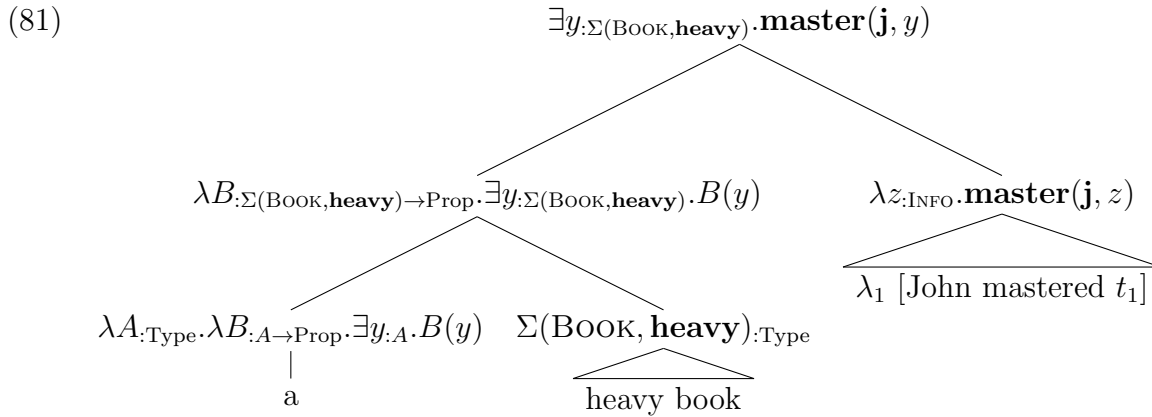 (81)
∃y:Σ(Book,heavy).master(j, y)
λB:Σ(Book,heavy)→Prop.∃y:Σ(Book,heavy).B(y) λz:Info.master(j, z)
λ₁ [John mastered t₁]
λA:Type.λB:A→Prop.∃y:A.B(y) Σ(Book, heavy):Type
a heavy book